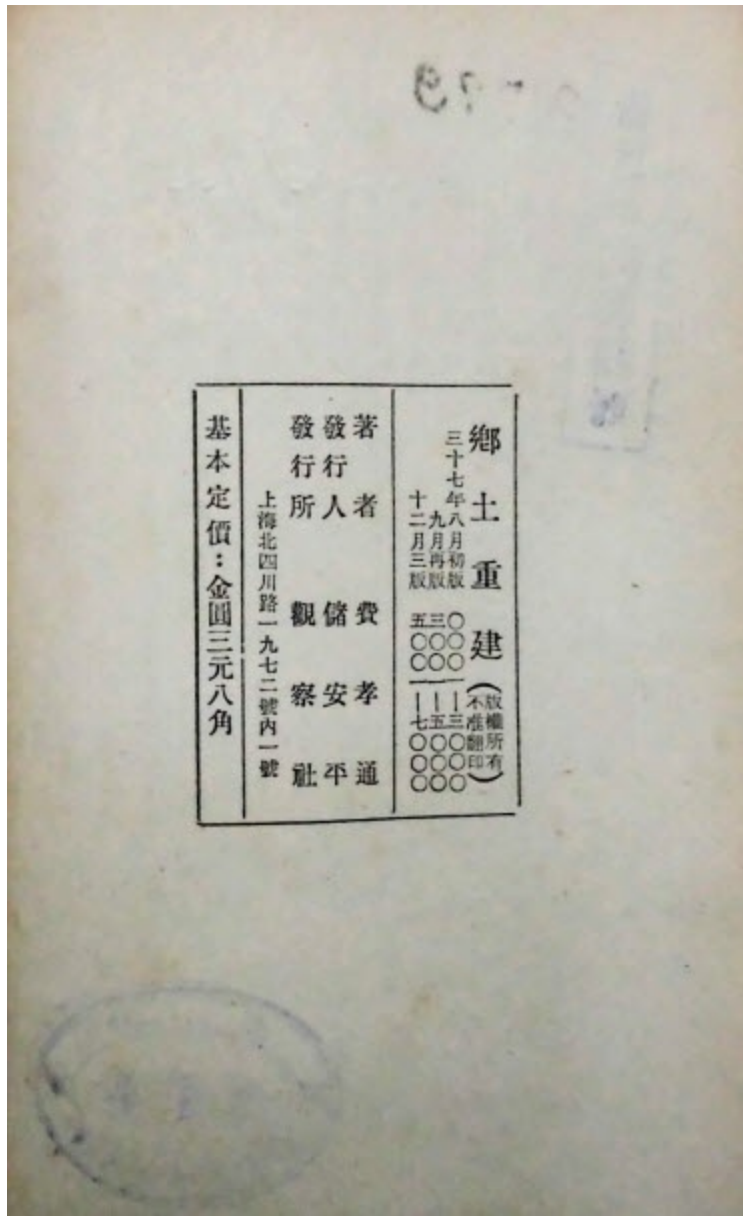 鄉土重建
(版權所有
不准翻印)
三十七年八月初版 〇〇〇一—三〇〇〇
九月再版 三〇〇一—五〇〇〇
十二月三版 五〇〇一—七〇〇〇
著者 費孝通
發行人 儲安平
發行所 觀察社
上海北四川路一九七二號內一號
基本定價：金圓三元八角